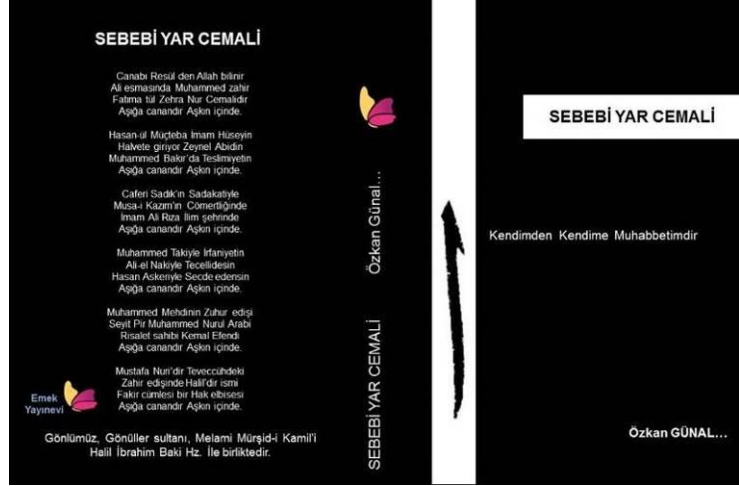 SEBEBİ YAR CEMALİ
Canabı Resül den Allah bilinir
Ali esmasında Muhammed zahir
Fatıma tül Zehra Nur Cemalidir
Aşığa canandır Aşkın içinde.
Hasan-ül Müçteba İmam Hüseyin
Halvete giriyor Zeynel Abidin
Muhammed Bakır'da Teslimiyetin
Aşığa canandır Aşkın içinde.
Caferi Sadık'ın Sadakatiyle
Musa-i Kazım'ın Cömertliğinde
İmam Ali Rıza İlim şehrinde
Aşığa canandır Aşkın içinde.
Muhammed Takiyle İrfaniyetin
Ali-el Nakiyle Tecellidesin
Hasan Askeriyle Secde edensin
Aşığa canandır Aşkın içinde.
Muhammed Mehdinin Zuhur edişi
Seyit Pir Muhammed Nurul Arabi
Risalet sahibi Kemal Efendi
Aşığa canandır Aşkın içinde.
Mustafa Nuri'dir Teveccühdeki
Zahir edişinde Halil'dir ismi
Fakir cümlesi bir Hak elbisesi
Aşığa canandır Aşkın içinde.
Emek
Yayınevi
Gönlümüz, Gönüller sultanı, Melami Mürşid-i Kamil'i
Halil İbrahim Baki Hz. İle birliktedir.
Özkan Günal...
SEBEBİ YAR CEMALİ
SEBEBİ YAR CEMALİ
Kendimden Kendime Muhabbetimdir
Özkan GÜNAL...